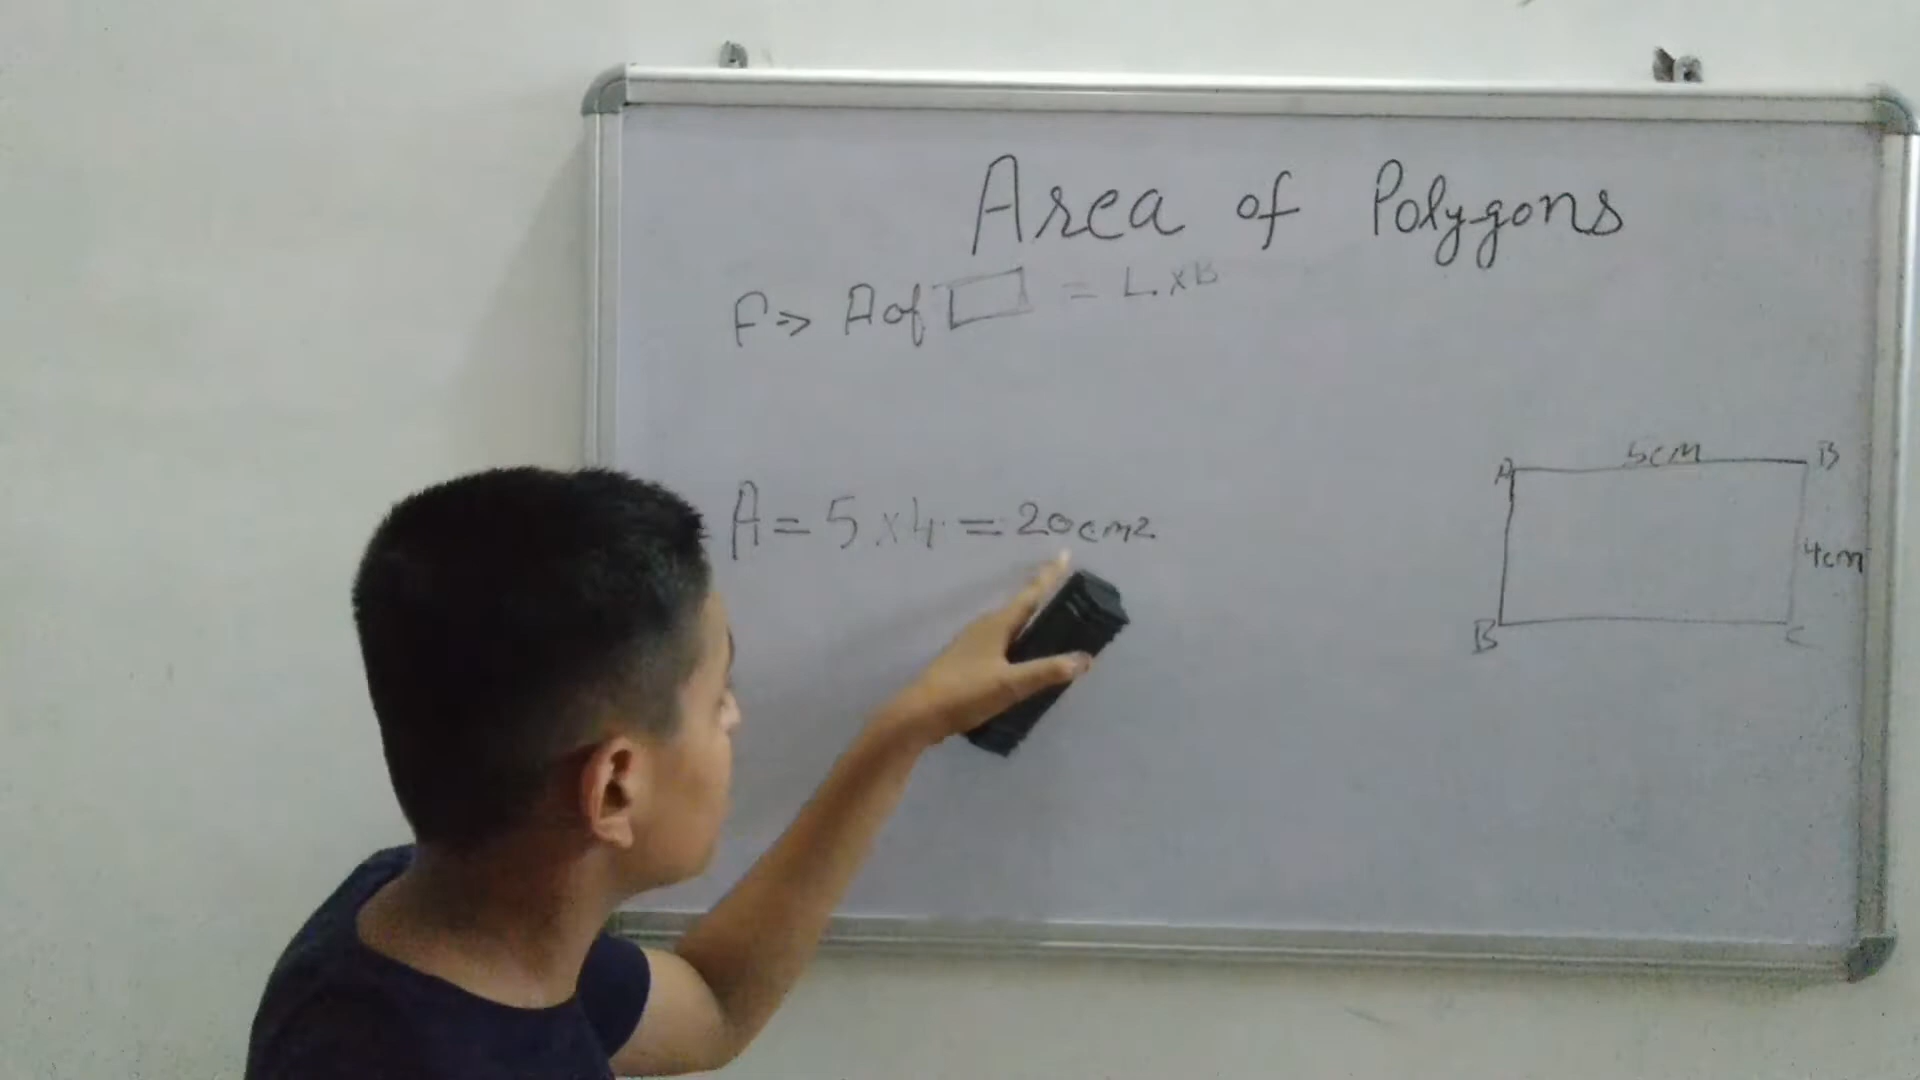 Area of Polygons
F => A of ▭ = L x B
5cm
A B
A = 5 x 4 = 20cm2
4cm
B C